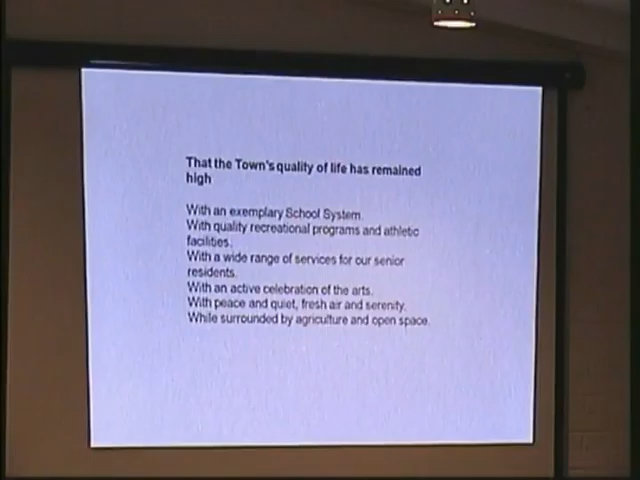 That the Town's quality of life has remained
high
With an exemplary School System.
With quality recreational programs and athletic
facilities.
With a wide range of services for our senior
residents.
With an active celebration of the arts.
With peace and quiet, fresh air and serenity.
While surrounded by agriculture and open space.